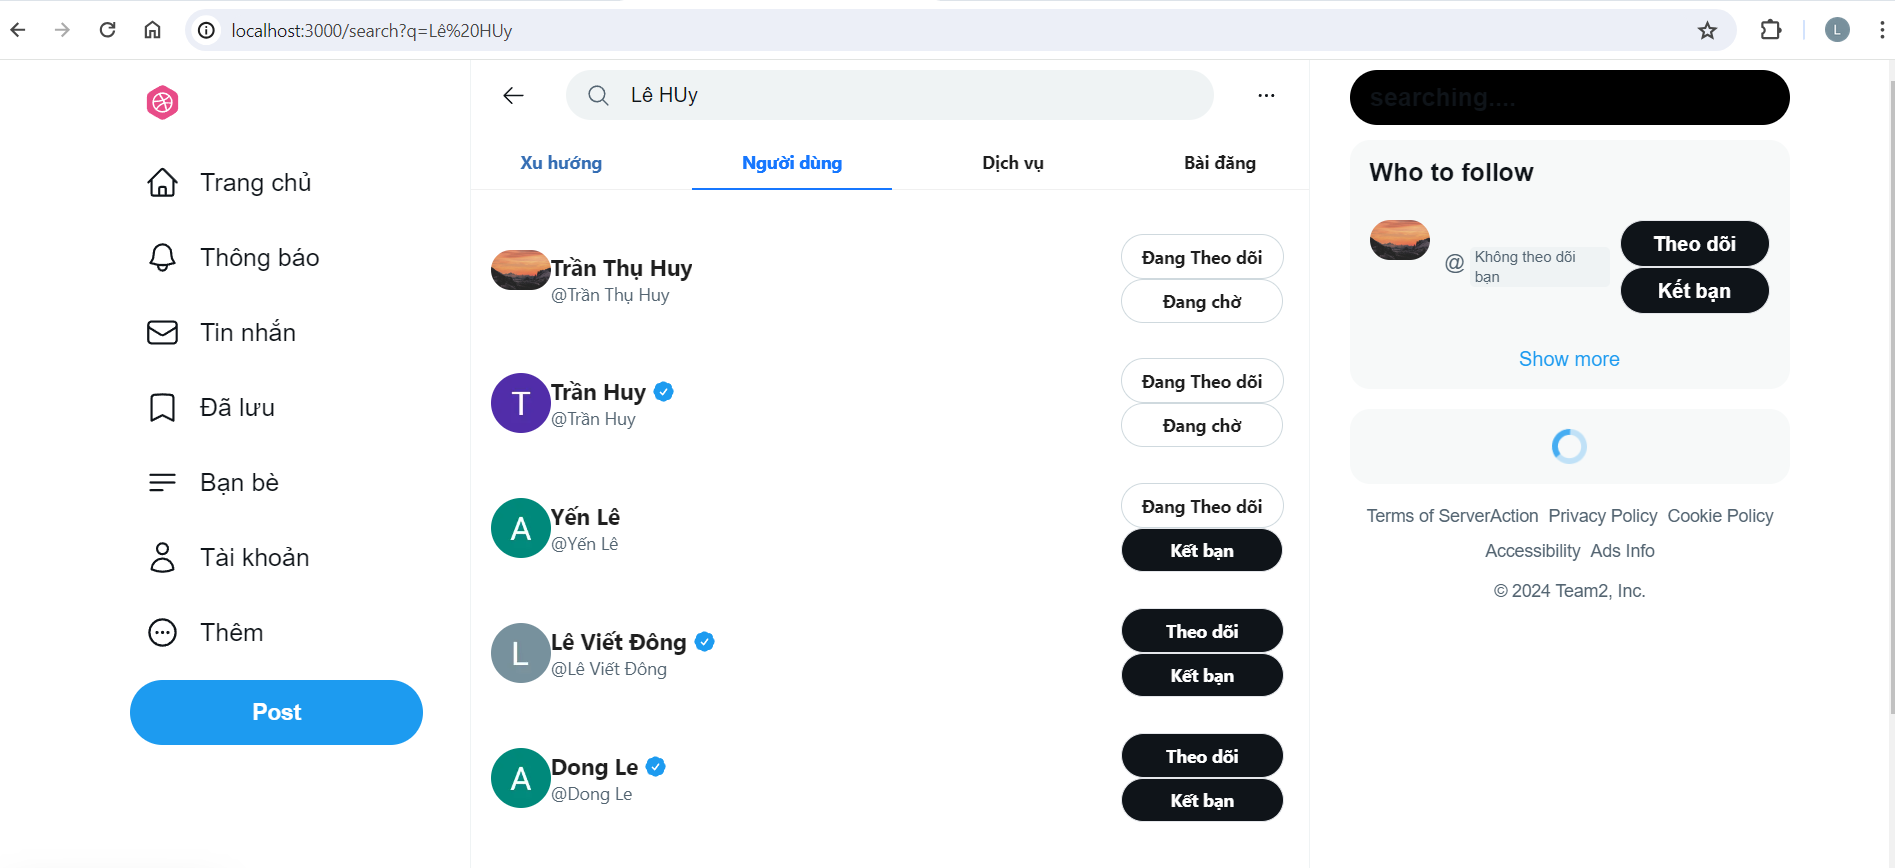 localhost:3000/search?q=Lê%20HUy
L
Trang chủ
Thông báo
Tin nhắn
Đã lưu
Bạn bè
Tài khoản
Thêm
Post
Lê HUy
Xu hướng
Người dùng
Dịch vụ
Bài đăng
Trần Thụ Huy
@Trần Thụ Huy
Đang Theo dõi
Đang chờ
T
Trần Huy
@Trần Huy
Đang Theo dõi
Đang chờ
A
Yến Lê
@Yến Lê
Đang Theo dõi
Kết bạn
L
Lê Viết Đông
@Lê Viết Đông
Theo dõi
Kết bạn
A
Dong Le
@Dong Le
Theo dõi
Kết bạn
searching....
Who to follow
@ Không theo dõi
bạn
Theo dõi
Kết bạn
Show more
Terms of ServerAction Privacy Policy Cookie Policy
Accessibility Ads Info
© 2024 Team2, Inc.